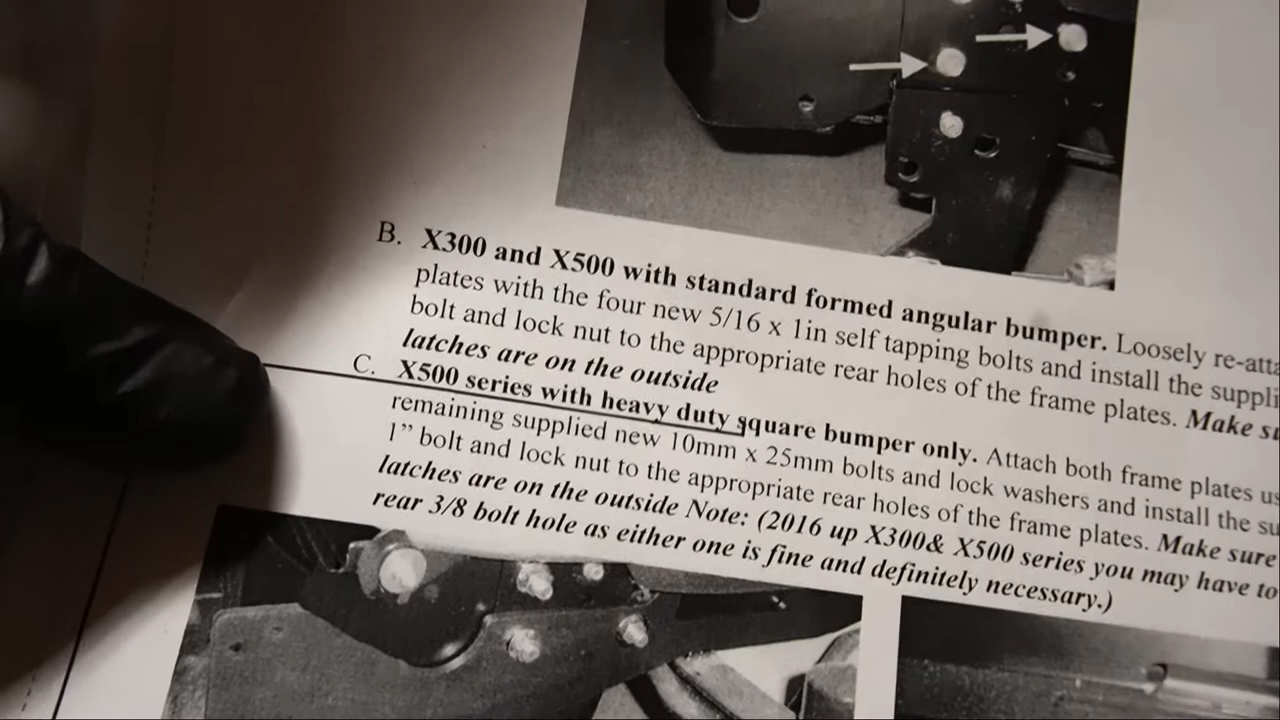 B. X300 and X500 with standard formed angular bumper. Loosely
plates with the four new 5/16 x 1in self tapping bolts and install the
bolt and lock nut to the appropriate rear holes of the frame plates. Make
latches are on the outside
C. X500 series with heavy duty square bumper only. Attach both frame plates
remaining supplied new 10mm x 25mm bolts and lock washers and install the
1” bolt and lock nut to the appropriate rear holes of the frame plates. Make sure
latches are on the outside Note: (2016 up X300& X500 series you may have to
rear 3/8 bolt hole as either one is fine and definitely necessary.)